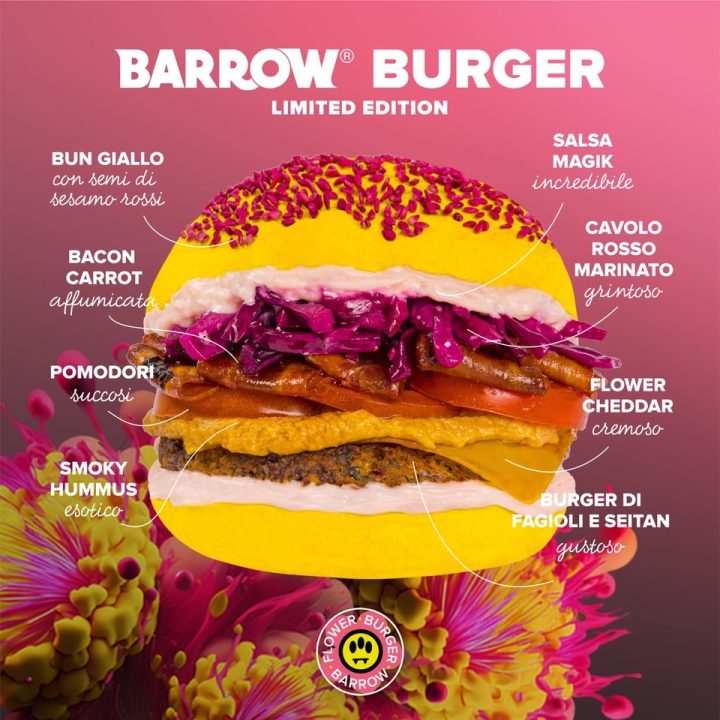 BARROW® BURGER
LIMITED EDITION
BUN GIALLO
con semi di
sesamo rossi
BACON
CARROT
affumicata
POMODORI
succosi
SMOKY
HUMMUS
esotico
SALSA
MAGIK
incredibile
CAVOLO
ROSSO
MARINATO
grintoso
FLOWER
CHEDDAR
cremoso
BURGER DI
FAGIOLI E SEITAN
gustoso
FLOWER · BURGER · BARROW ·